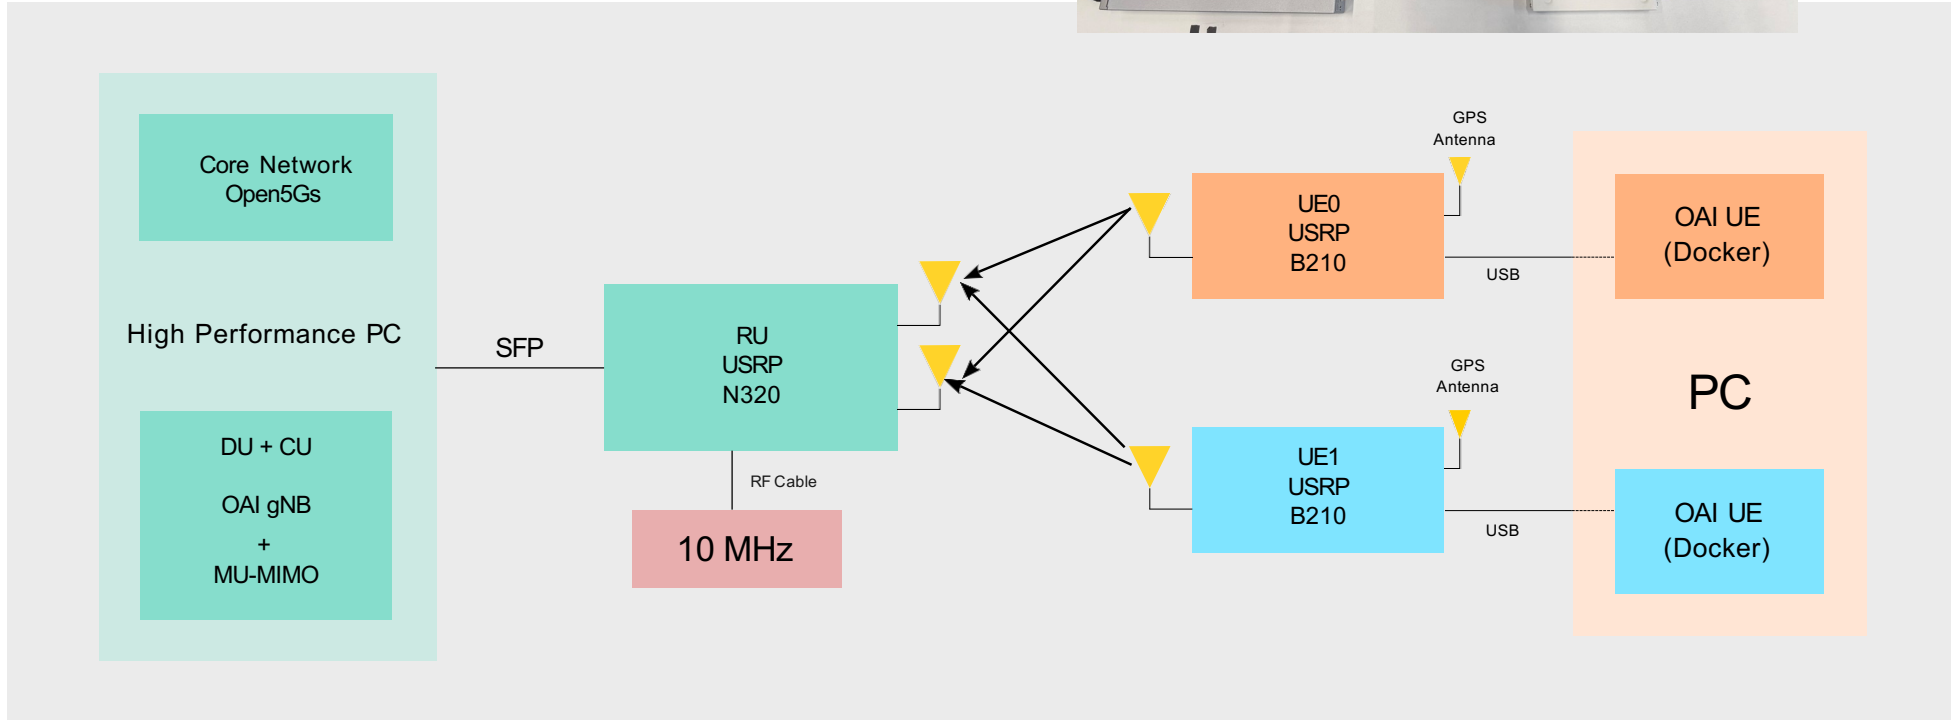 Core Network
Open5Gs
High Performance PC
DU + CU
OAI gNB
+
MU-MIMO
SFP
RU
USRP
N320
RF Cable
10 MHz
GPS
Antenna
UE0
USRP
B210
USB
OAI UE
(Docker)
GPS
Antenna
UE1
USRP
B210
USB
PC
OAI UE
(Docker)